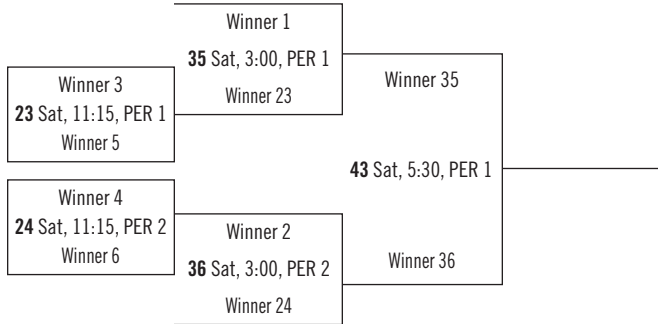 Winner 1
35 Sat, 3:00, PER 1
Winner 23
Winner 3
23 Sat, 11:15, PER 1
Winner 5
Winner 35
43 Sat, 5:30, PER 1
Winner 36
Winner 4
24 Sat, 11:15, PER 2
Winner 6
Winner 2
36 Sat, 3:00, PER 2
Winner 24